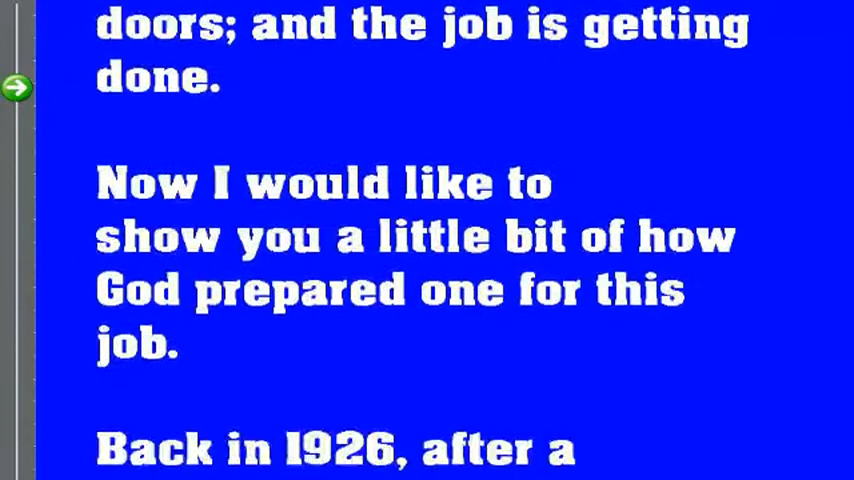 doors; and the job is getting
done.
Now I would like to
show you a little bit of how
God prepared one for this
job.
Back in 1926, after a